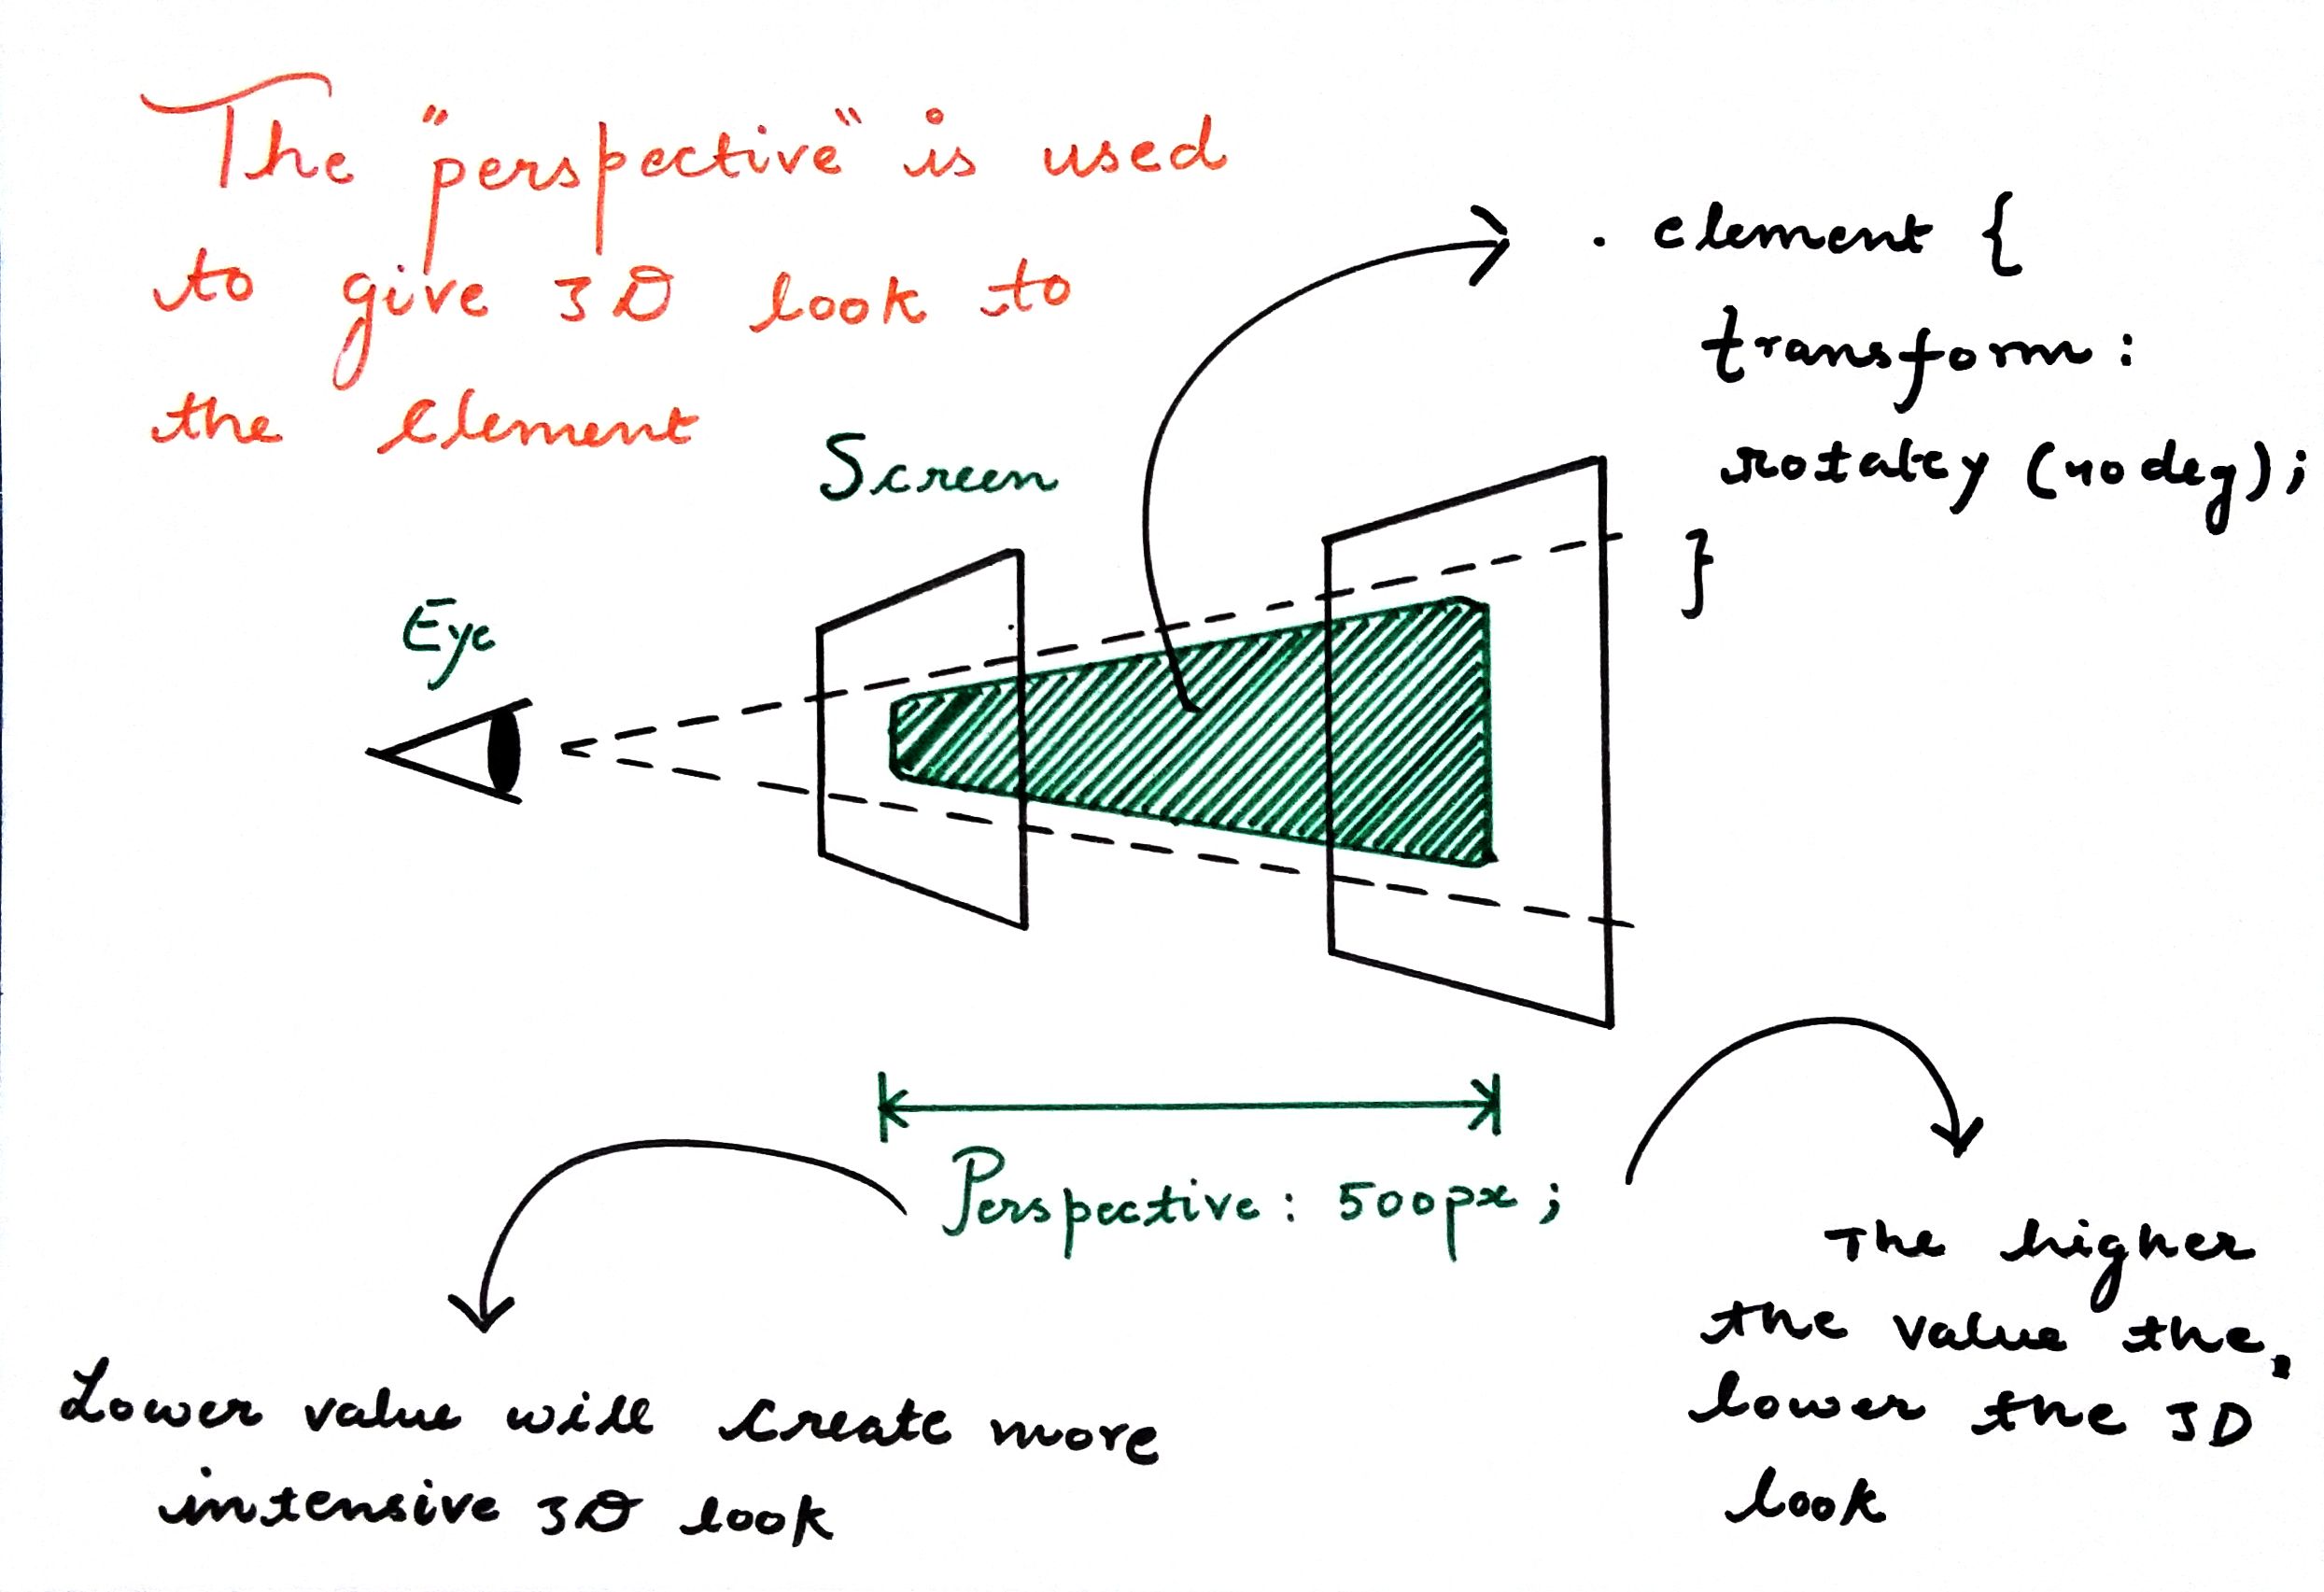 The "perspective" is used
to give 3D look to
the element
. element {
transform:
rotatey (40deg);
}
Screen
Eye
Perspective: 500px;
Lower value will create more
intensive 3D look
The higher
the value the,
lower the 3D
look